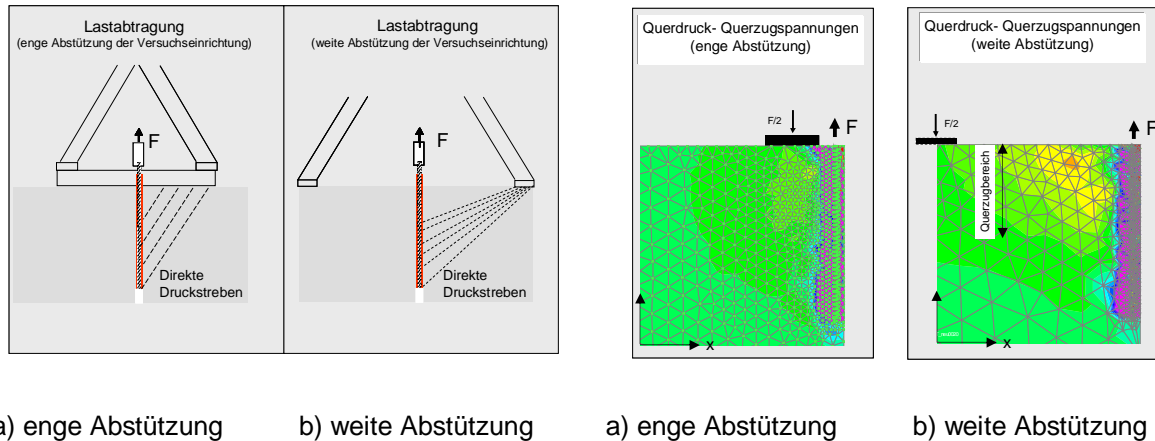 Lastabtragung
(enge Abstützung der Versuchseinrichtung)
F
Direkte
Druckstreben
Lastabtragung
(weite Abstützung der Versuchseinrichtung)
F
Direkte
Druckstreben
Querdruck- Querzugspannungen
(enge Abstützung)
F/2
F
x
Querdruck- Querzugspannungen
(weite Abstützung)
F/2
F
Querzugbereich
x
a) enge Abstützung
b) weite Abstützung
a) enge Abstützung
b) weite Abstützung